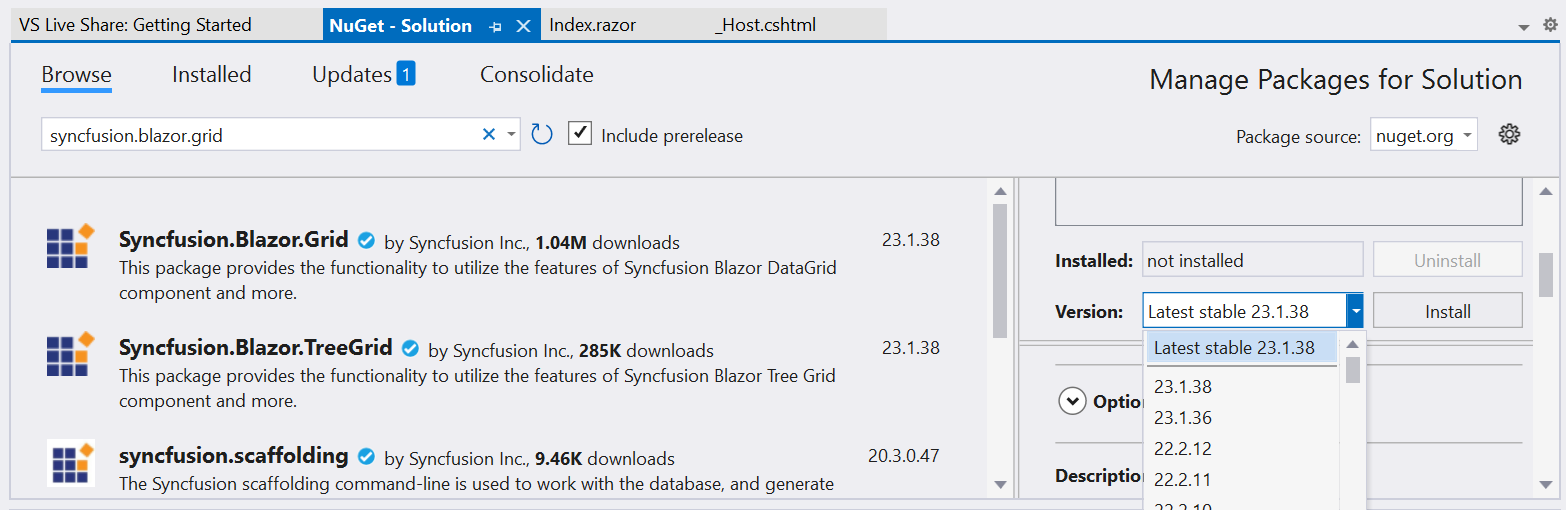 VS Live Share: Getting Started NuGet - Solution Index.razor _Host.cshtml
Browse Installed Updates 1 Consolidate
Manage Packages for Solution
syncfusion.blazor.grid
Include prerelease
Package source: nuget.org
Syncfusion.Blazor.Grid by Syncfusion Inc., 1.04M downloads 23.1.38
This package provides the functionality to utilize the features of Syncfusion Blazor DataGrid
component and more.
Syncfusion.Blazor.TreeGrid by Syncfusion Inc., 285K downloads 23.1.38
This package provides the functionality to utilize the features of Syncfusion Blazor Tree Grid
component and more.
syncfusion.scaffolding by Syncfusion Inc., 9.46K downloads 20.3.0.47
The Syncfusion scaffolding command-line is used to work with the database, and generate
Installed: not installed Uninstall
Version: Latest stable 23.1.38 Install
Latest stable 23.1.38
23.1.38
23.1.36
22.2.12
22.2.11
22.2.10
Optio
Description